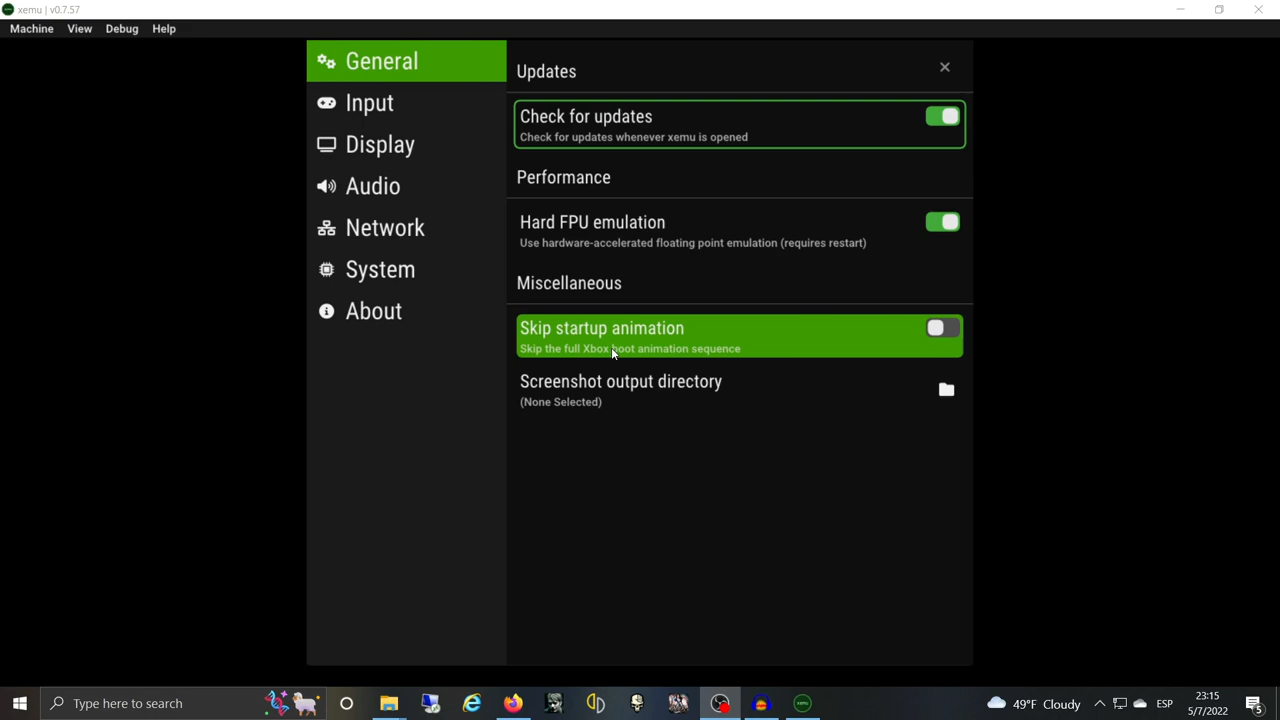 xemu | v0.7.57
Machine View Debug Help
General
Input
Display
Audio
Network
System
About
Updates
Check for updates
Check for updates whenever xemu is opened
Performance
Hard FPU emulation
Use hardware-accelerated floating point emulation (requires restart)
Miscellaneous
Skip startup animation
Skip the full Xbox boot animation sequence
Screenshot output directory
(None Selected)
Type here to search
49°F Cloudy
ESP
23:15
5/7/2022
5